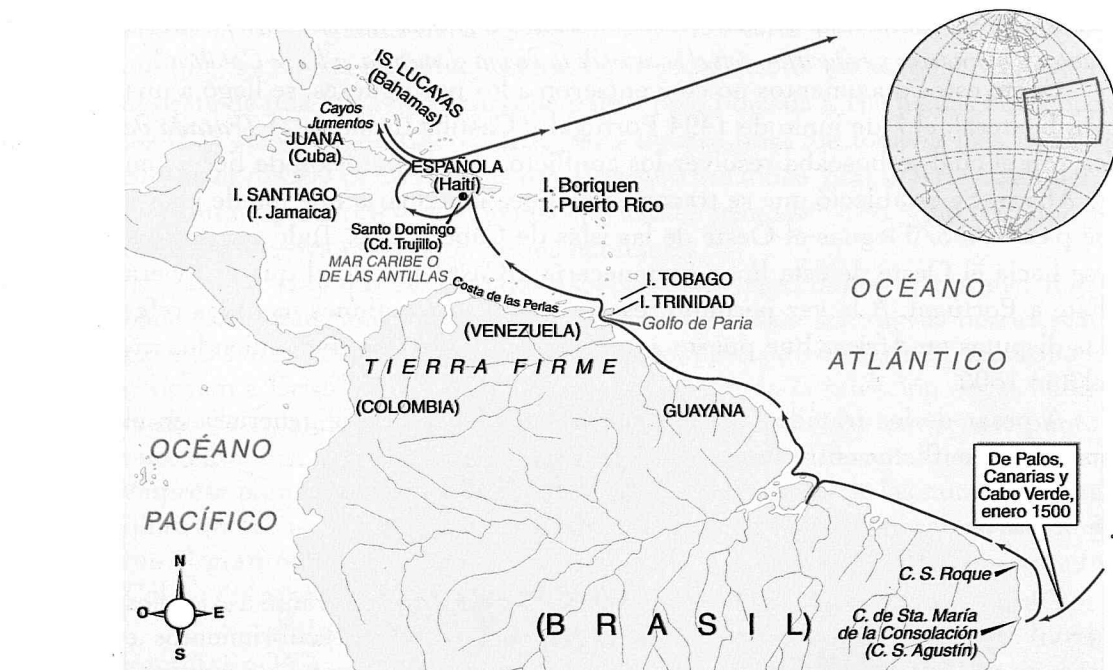 IS. LUCAYAS
(Bahamas)
Cayos
Jumentos
JUANA
(Cuba)
ESPAÑOLA
(Haití)
I. SANTIAGO
(I. Jamaica)
I. Boriquen
I. Puerto Rico
Santo Domingo
(Cd. Trujillo)
MAR CARIBE O
DE LAS ANTILLAS
Costa de las Perlas
I. TOBAGO
I. TRINIDAD
Golfo de Paria
(VENEZUELA)
TIERRA FIRME
(COLOMBIA)
GUAYANA
OCÉANO
ATLÁNTICO
OCÉANO
PACÍFICO
De Palos,
Canarias y
Cabo Verde,
enero 1500
C. S. Roque
C. de Sta. María
de la Consolación
(C. S. Agustín)
(BRASIL)
N
O
E
S